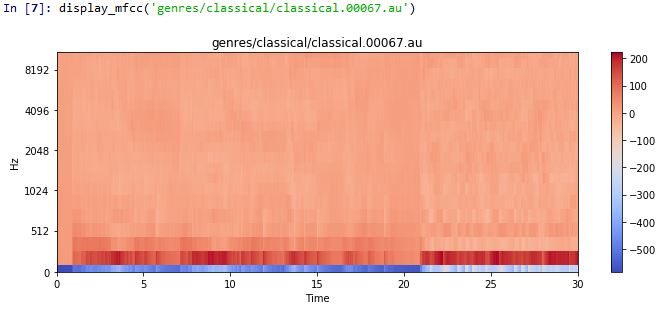 In [7]: display_mfcc('genres/classical/classical.00067.au')
genres/classical/classical.00067.au
8192
4096
2048
1024
512
0
Hz
0 5 10 15 20 25 30
Time
200
100
0
−100
−200
−300
−400
−500